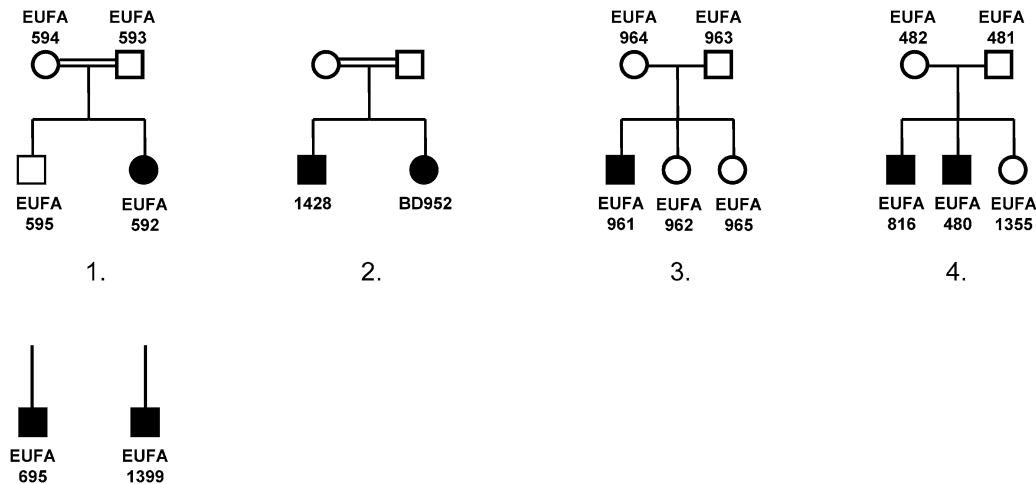 EUFA EUFA EUFA EUFA EUFA EUFA
594 593 964 963 482 481
EUFA EUFA 1428 BD952 EUFA EUFA EUFA EUFA EUFA EUFA
595 592 961 962 965 816 480 1355
1. 2. 3. 4.
EUFA EUFA
695 1399